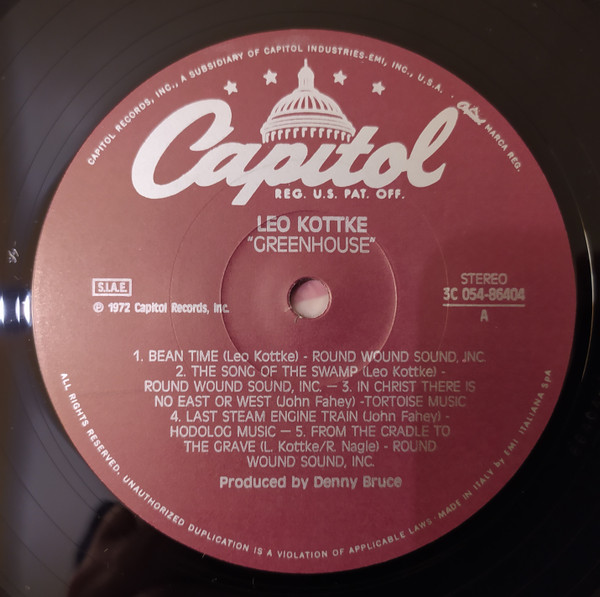 CAPITOL RECORDS, INC., A SUBSIDIARY OF CAPITOL INDUSTRIES-EMI, INC., U.S.A. · Capitol MARCA REG.
Capitol
REG. U.S. PAT. OFF.
LEO KOTTKE
"GREENHOUSE"
S.I.A.E.
℗ 1972 Capitol Records, Inc.
STEREO
3C 054-86404
A
1. BEAN TIME (Leo Kottke) - ROUND WOUND SOUND, INC.
2. THE SONG OF THE SWAMP (Leo Kottke) -
ROUND WOUND SOUND, INC. — 3. IN CHRIST THERE IS
NO EAST OR WEST (John Fahey) -TORTOISE MUSIC
4. LAST STEAM ENGINE TRAIN (John Fahey) -
HODOLOG MUSIC — 5. FROM THE CRADLE TO
THE GRAVE (L. Kottke/R. Nagle) - ROUND
WOUND SOUND, INC.
Produced by Denny Bruce
ALL RIGHTS RESERVED. UNAUTHORIZED DUPLICATION IS A VIOLATION OF APPLICABLE LAWS. MADE IN ITALY by EMI ITALIANA SpA